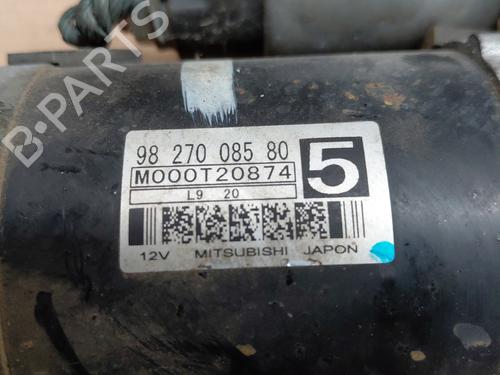 98 270 085 80
5
M000T20874
L9 20
12V MITSUBISHI JAPON
B-PARTS